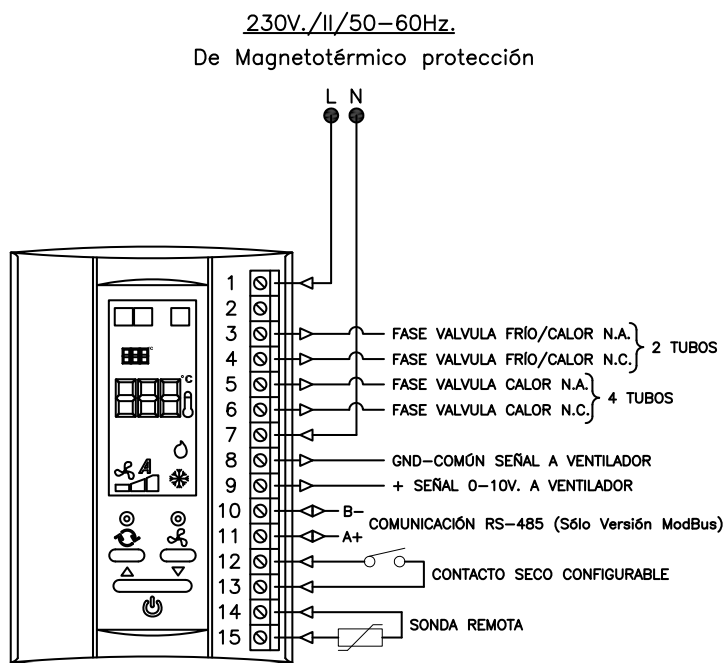 230V./II/50-60Hz.
De Magnetotérmico protección
L N
1
2
3 FASE VALVULA FRÍO/CALOR N.A.
4 FASE VALVULA FRÍO/CALOR N.C.
2 TUBOS
5 FASE VALVULA CALOR N.A.
6 FASE VALVULA CALOR N.C.
4 TUBOS
7
8 GND-COMÚN SEÑAL A VENTILADOR
9 + SEÑAL 0-10V. A VENTILADOR
10 B-
11 A+
COMUNICACIÓN RS-485 (Sólo Versión ModBus)
12
13
CONTACTO SECO CONFIGURABLE
14
15
SONDA REMOTA
888°C
888°C
A